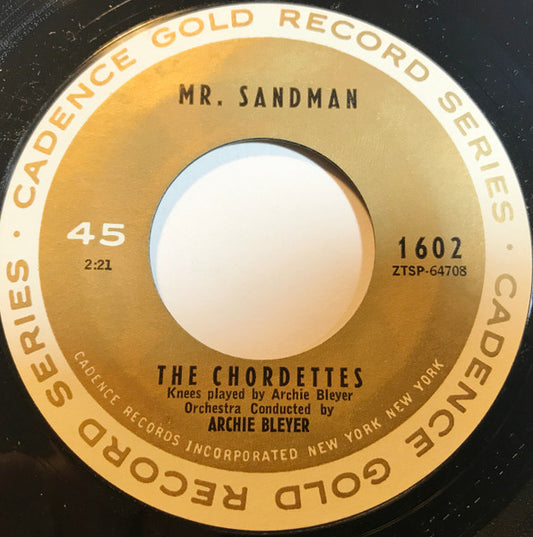 CADENCE GOLD RECORD SERIES · CADENCE GOLD RECORD SERIES ·
MR. SANDMAN
45
2:21
1602
ZTSP-64708
THE CHORDETTES
Knees played by Archie Bleyer
Orchestra Conducted by
ARCHIE BLEYER
CADENCE RECORDS INCORPORATED NEW YORK NEW YORK